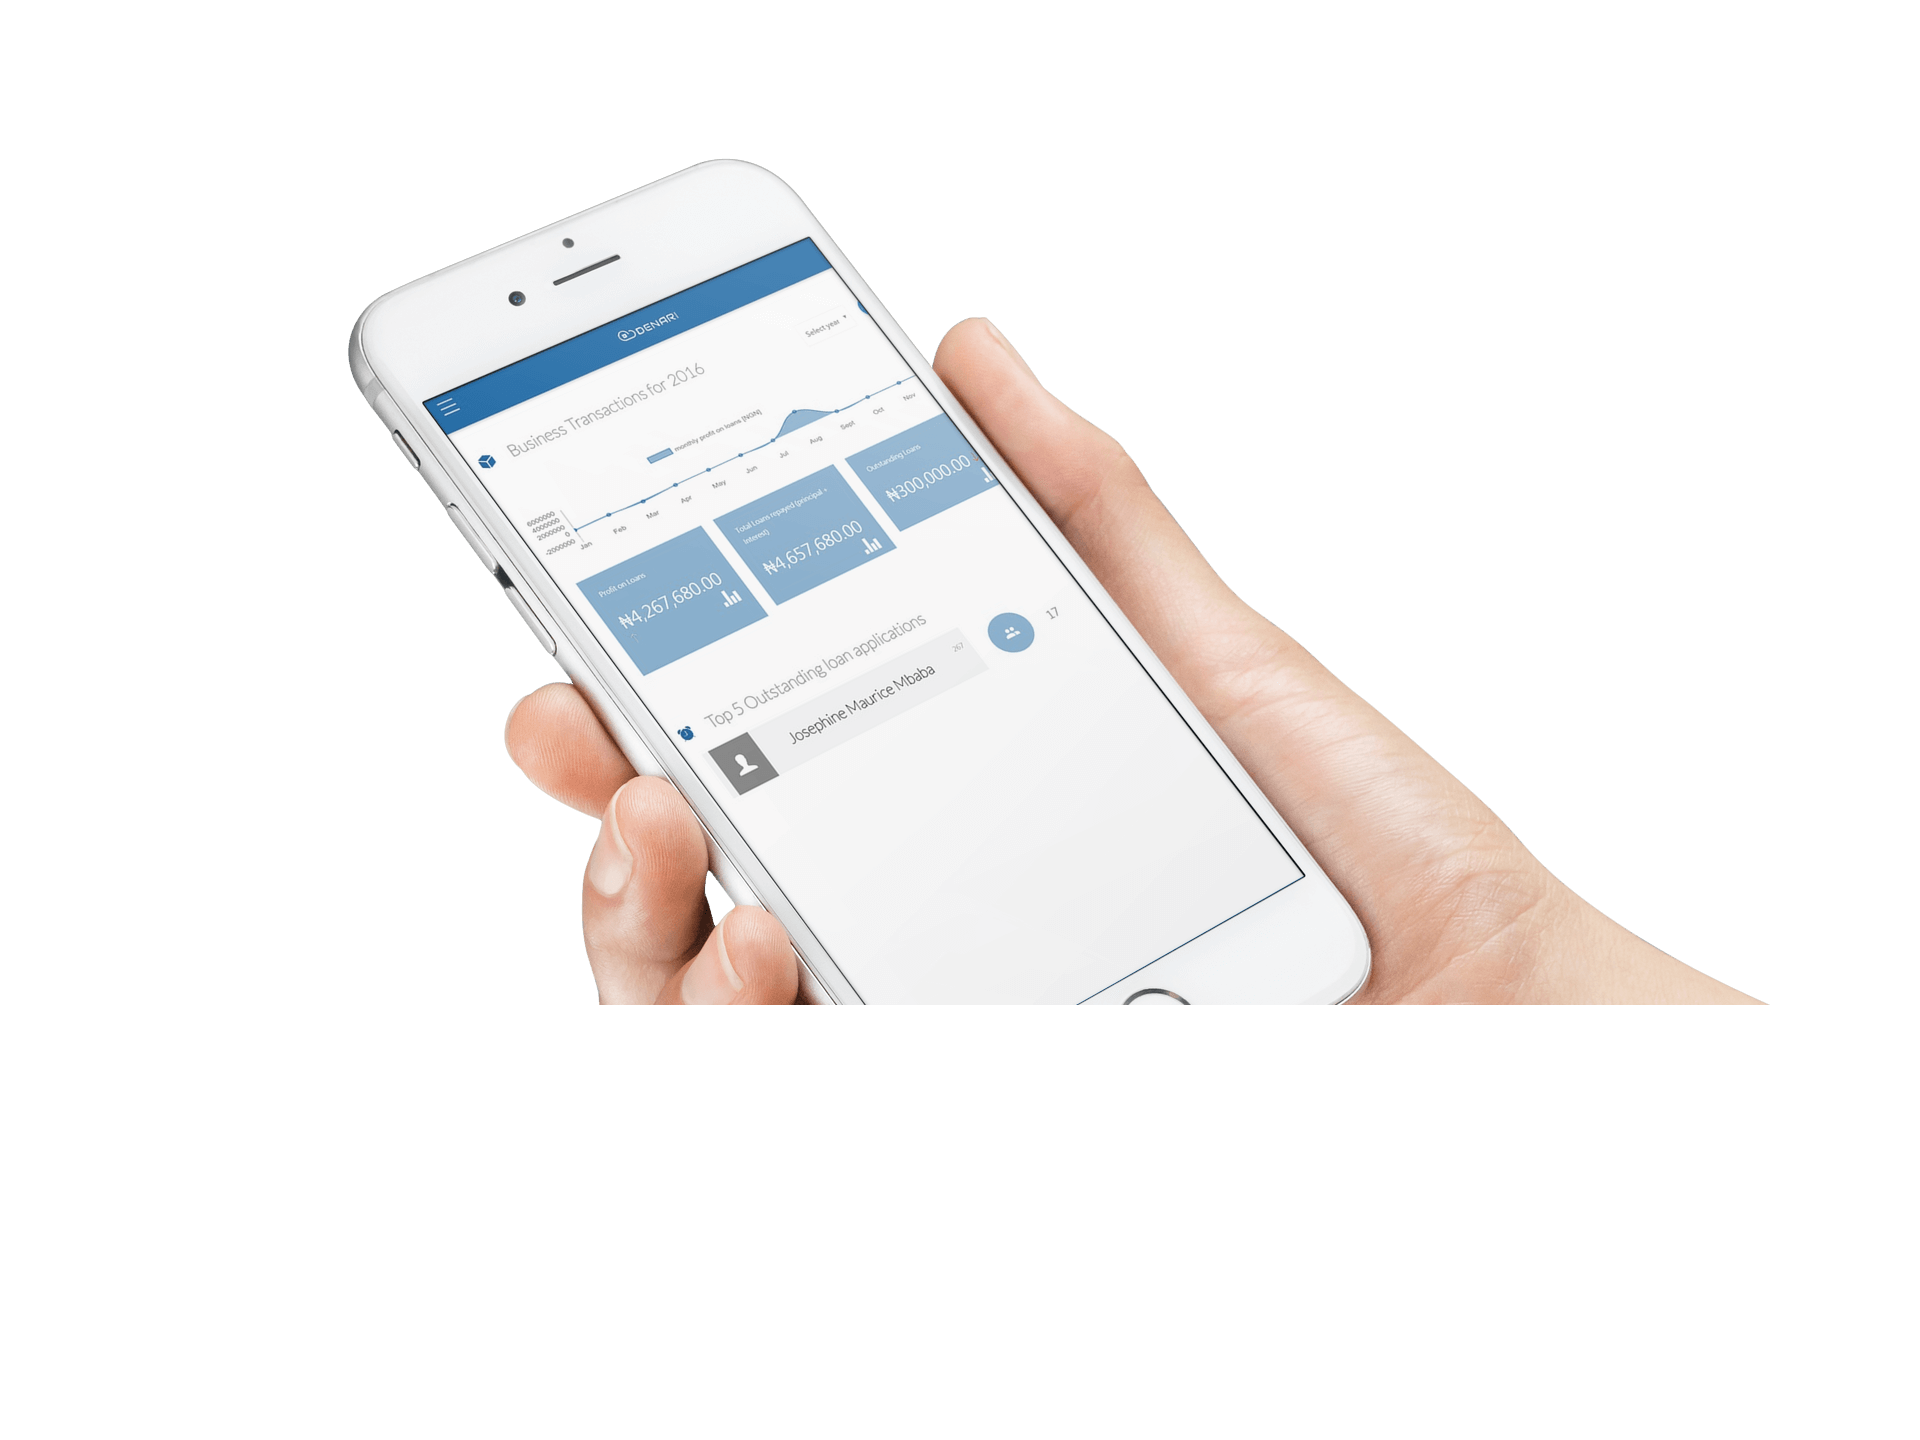 DENARI
Business Transactions for 2016
Select year
monthly profit on loans (NGN)
6000000
4000000
2000000
0
-2000000
Jan
Feb
Mar
Apr
May
Jun
Jul
Aug
Sept
Oct
Nov
Profit on Loans
₦4,267,680.00
Total Loans repayed (principal +
Interest)
₦4,657,680.00
Outstanding Loans
₦300,000.00
Top 5 Outstanding loan applications
17
Josephine Maurice Mbaba
267